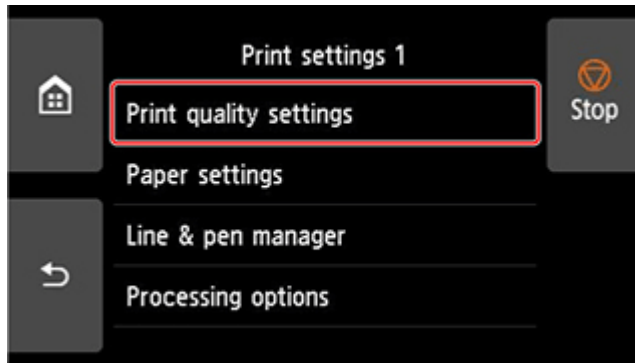 Print settings 1
Print quality settings
Stop
Paper settings
Line & pen manager
Processing options